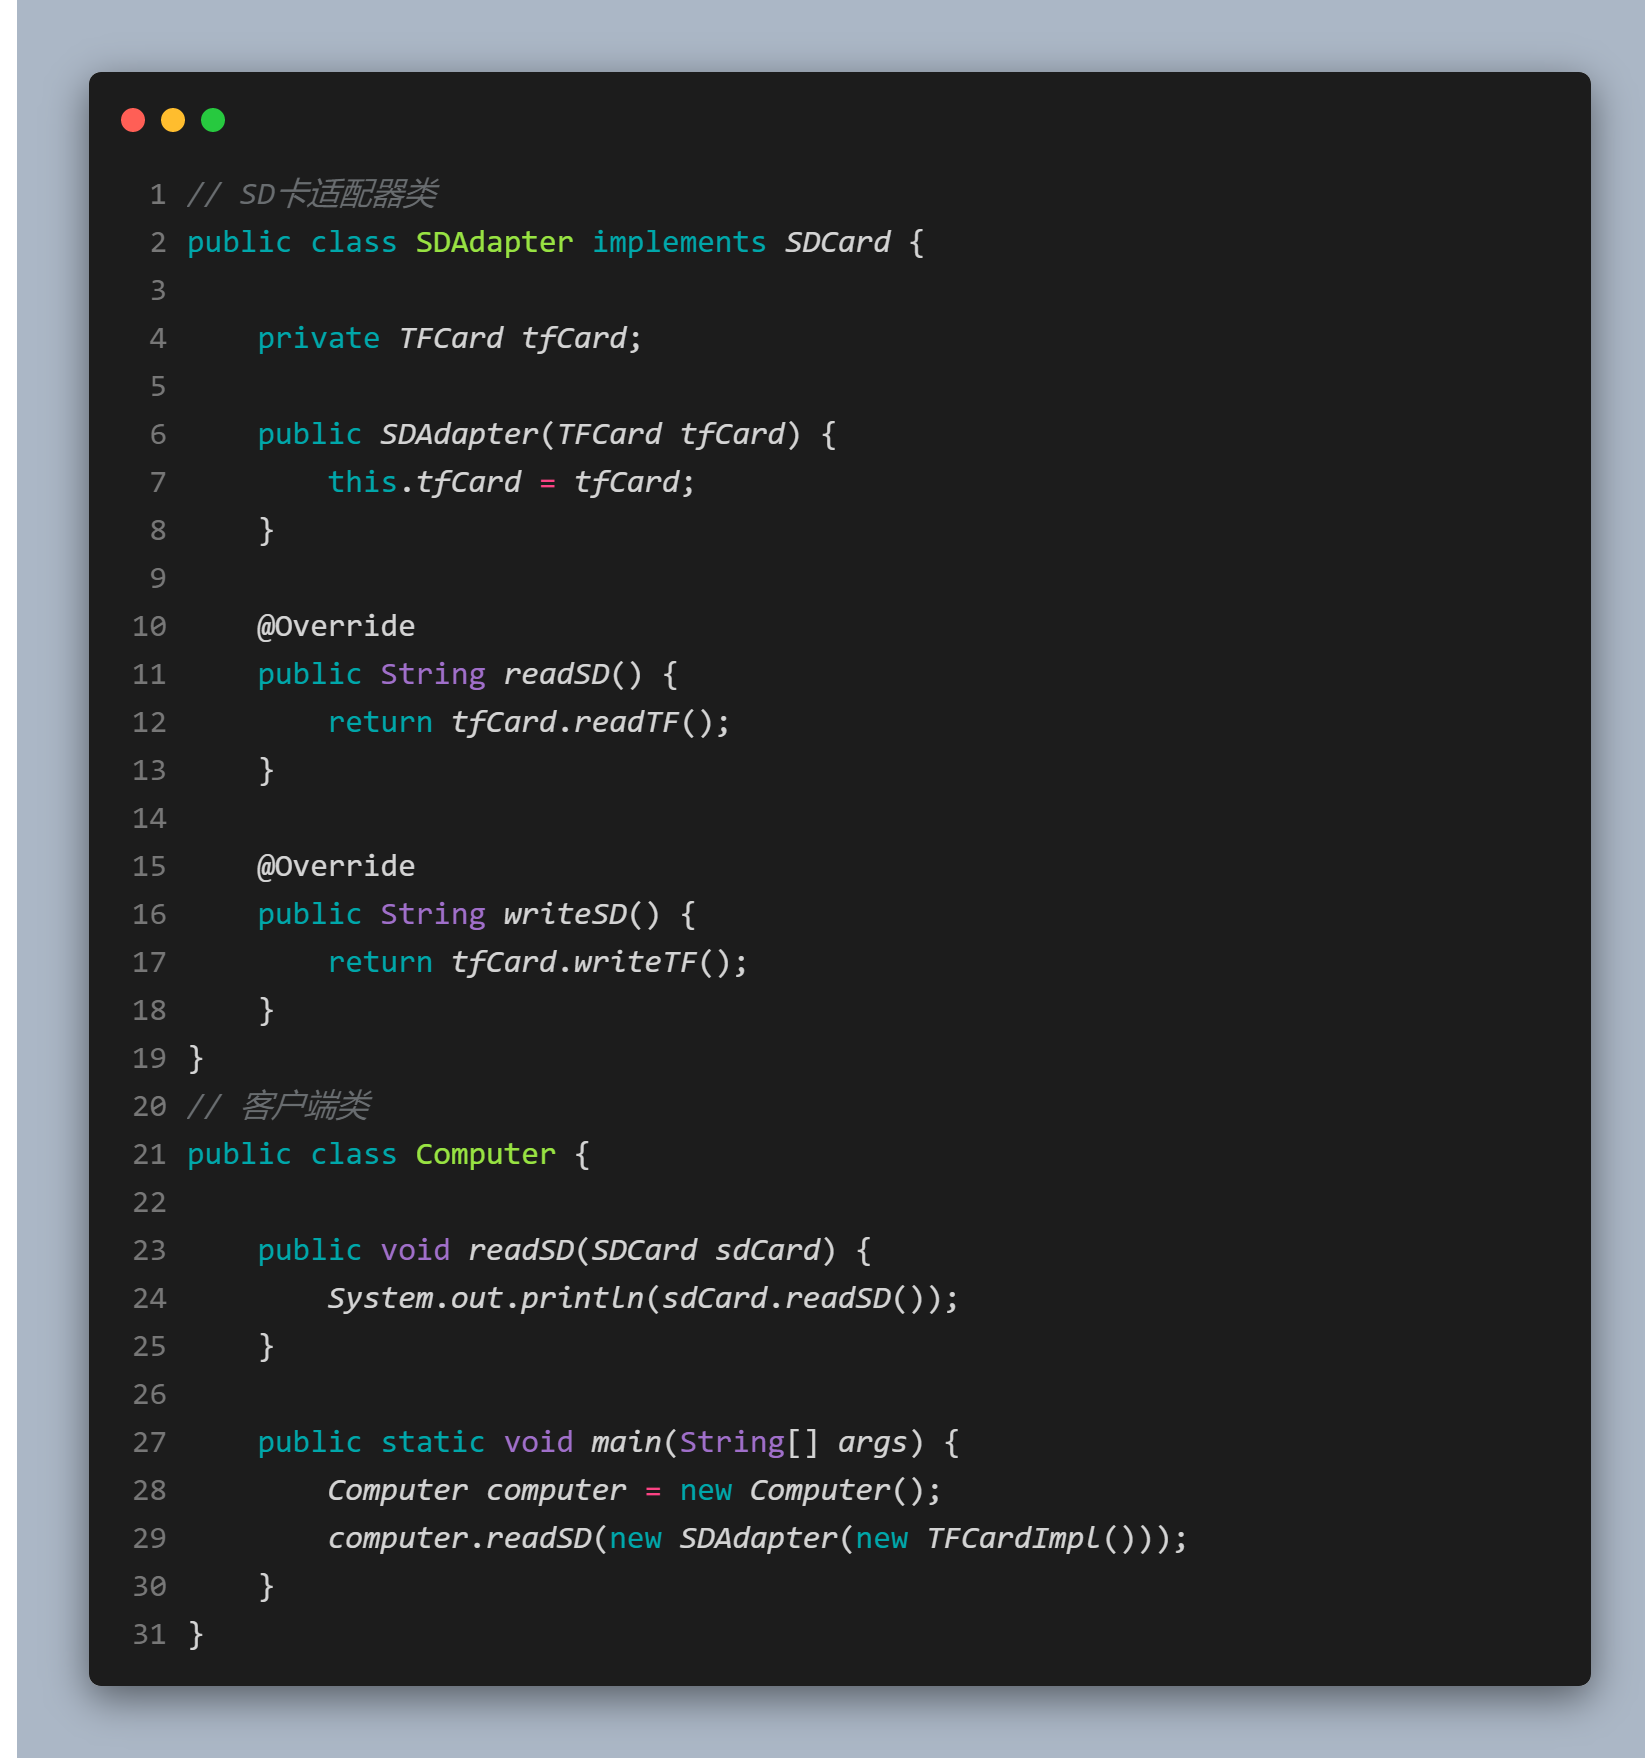 1 // SD卡适配器类
2 public class SDAdapter implements SDCard {
3
4     private TFCard tfCard;
5
6     public SDAdapter(TFCard tfCard) {
7         this.tfCard = tfCard;
8     }
9
10     @Override
11     public String readSD() {
12         return tfCard.readTF();
13     }
14
15     @Override
16     public String writeSD() {
17         return tfCard.writeTF();
18     }
19 }
20 // 客户端类
21 public class Computer {
22
23     public void readSD(SDCard sdCard) {
24         System.out.println(sdCard.readSD());
25     }
26
27     public static void main(String[] args) {
28         Computer computer = new Computer();
29         computer.readSD(new SDAdapter(new TFCardImpl()));
30     }
31 }